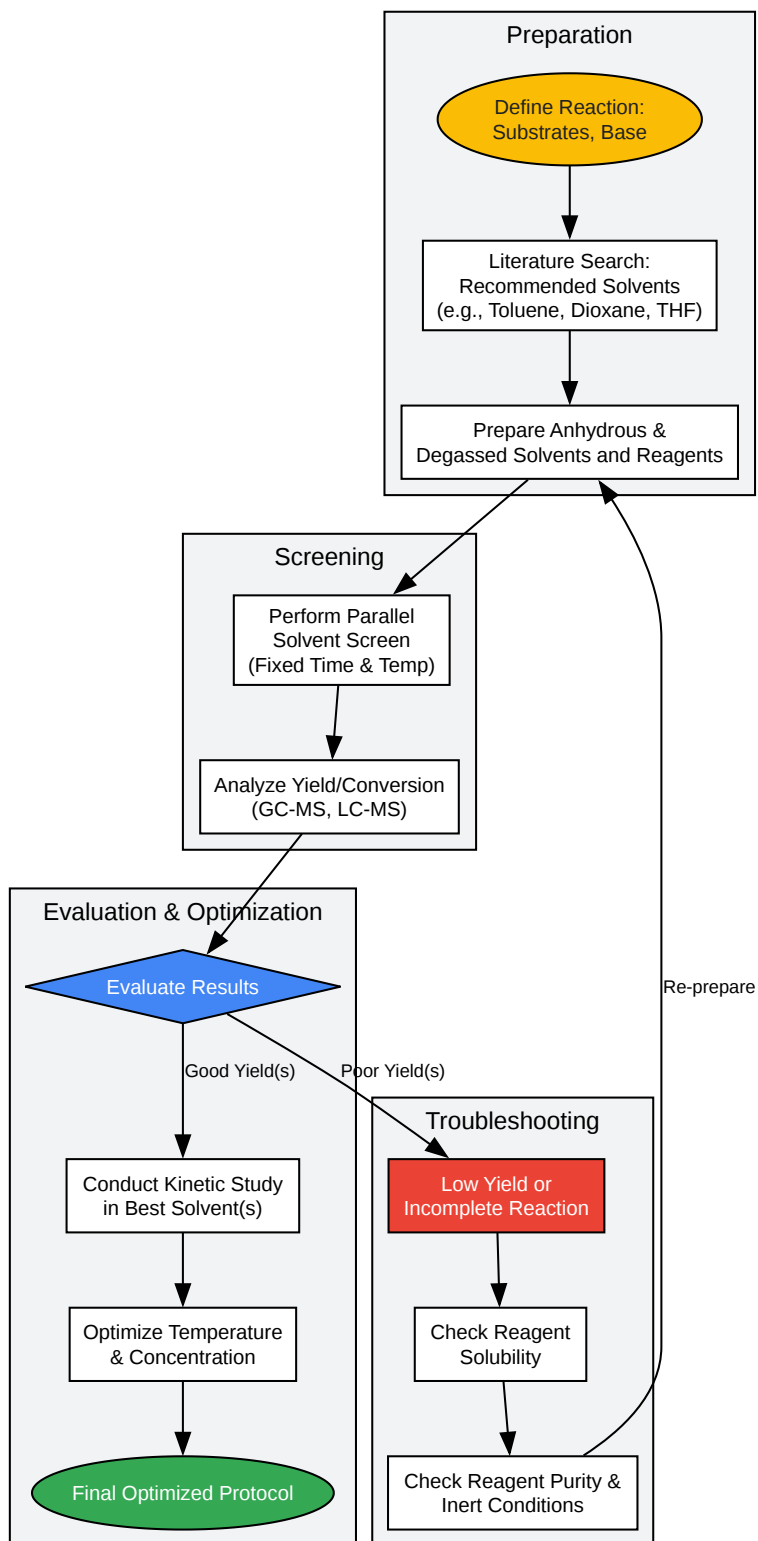 Preparation
Define Reaction:
Substrates, Base
Literature Search:
Recommended Solvents
(e.g., Toluene, Dioxane, THF)
Prepare Anhydrous &
Degassed Solvents and Reagents
Screening
Perform Parallel
Solvent Screen
(Fixed Time & Temp)
Analyze Yield/Conversion
(GC-MS, LC-MS)
Evaluation & Optimization
Evaluate Results
Good Yield(s)
Poor Yield(s)
Re-prepare
Conduct Kinetic Study
in Best Solvent(s)
Optimize Temperature
& Concentration
Final Optimized Protocol
Troubleshooting
Low Yield or
Incomplete Reaction
Check Reagent
Solubility
Check Reagent Purity &
Inert Conditions